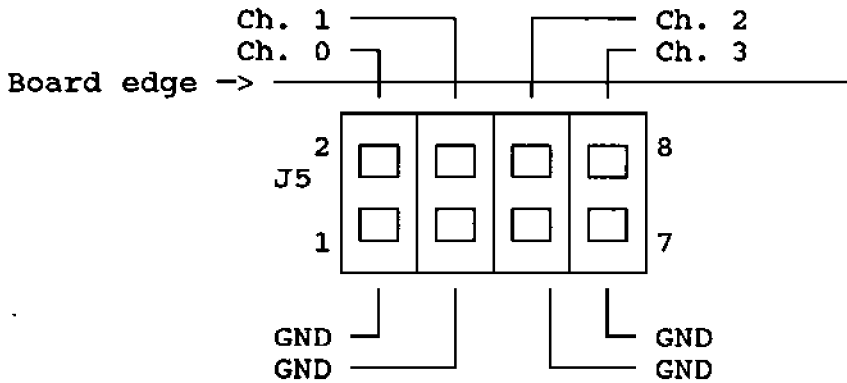 Ch. 1 Ch. 2
Ch. 0 Ch. 3
Board edge ->
2 8
J5
1 7
GND GND
GND GND